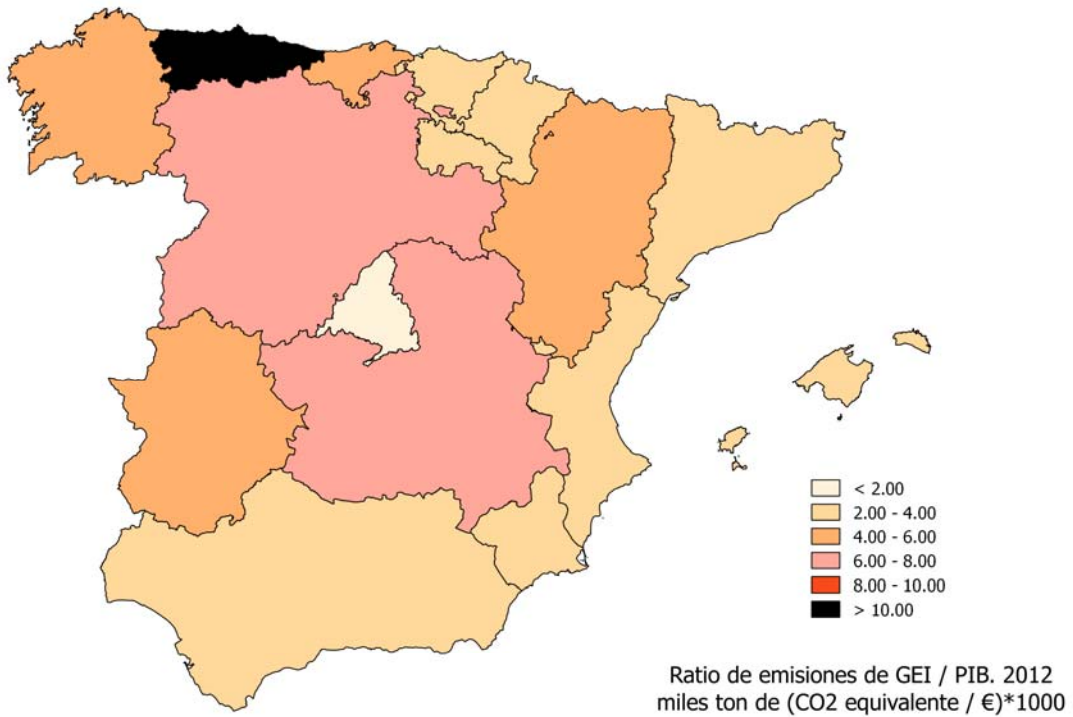 < 2.00
2.00 - 4.00
4.00 - 6.00
6.00 - 8.00
8.00 - 10.00
> 10.00
Ratio de emisiones de GEI / PIB. 2012
miles ton de (CO2 equivalente / €)*1000